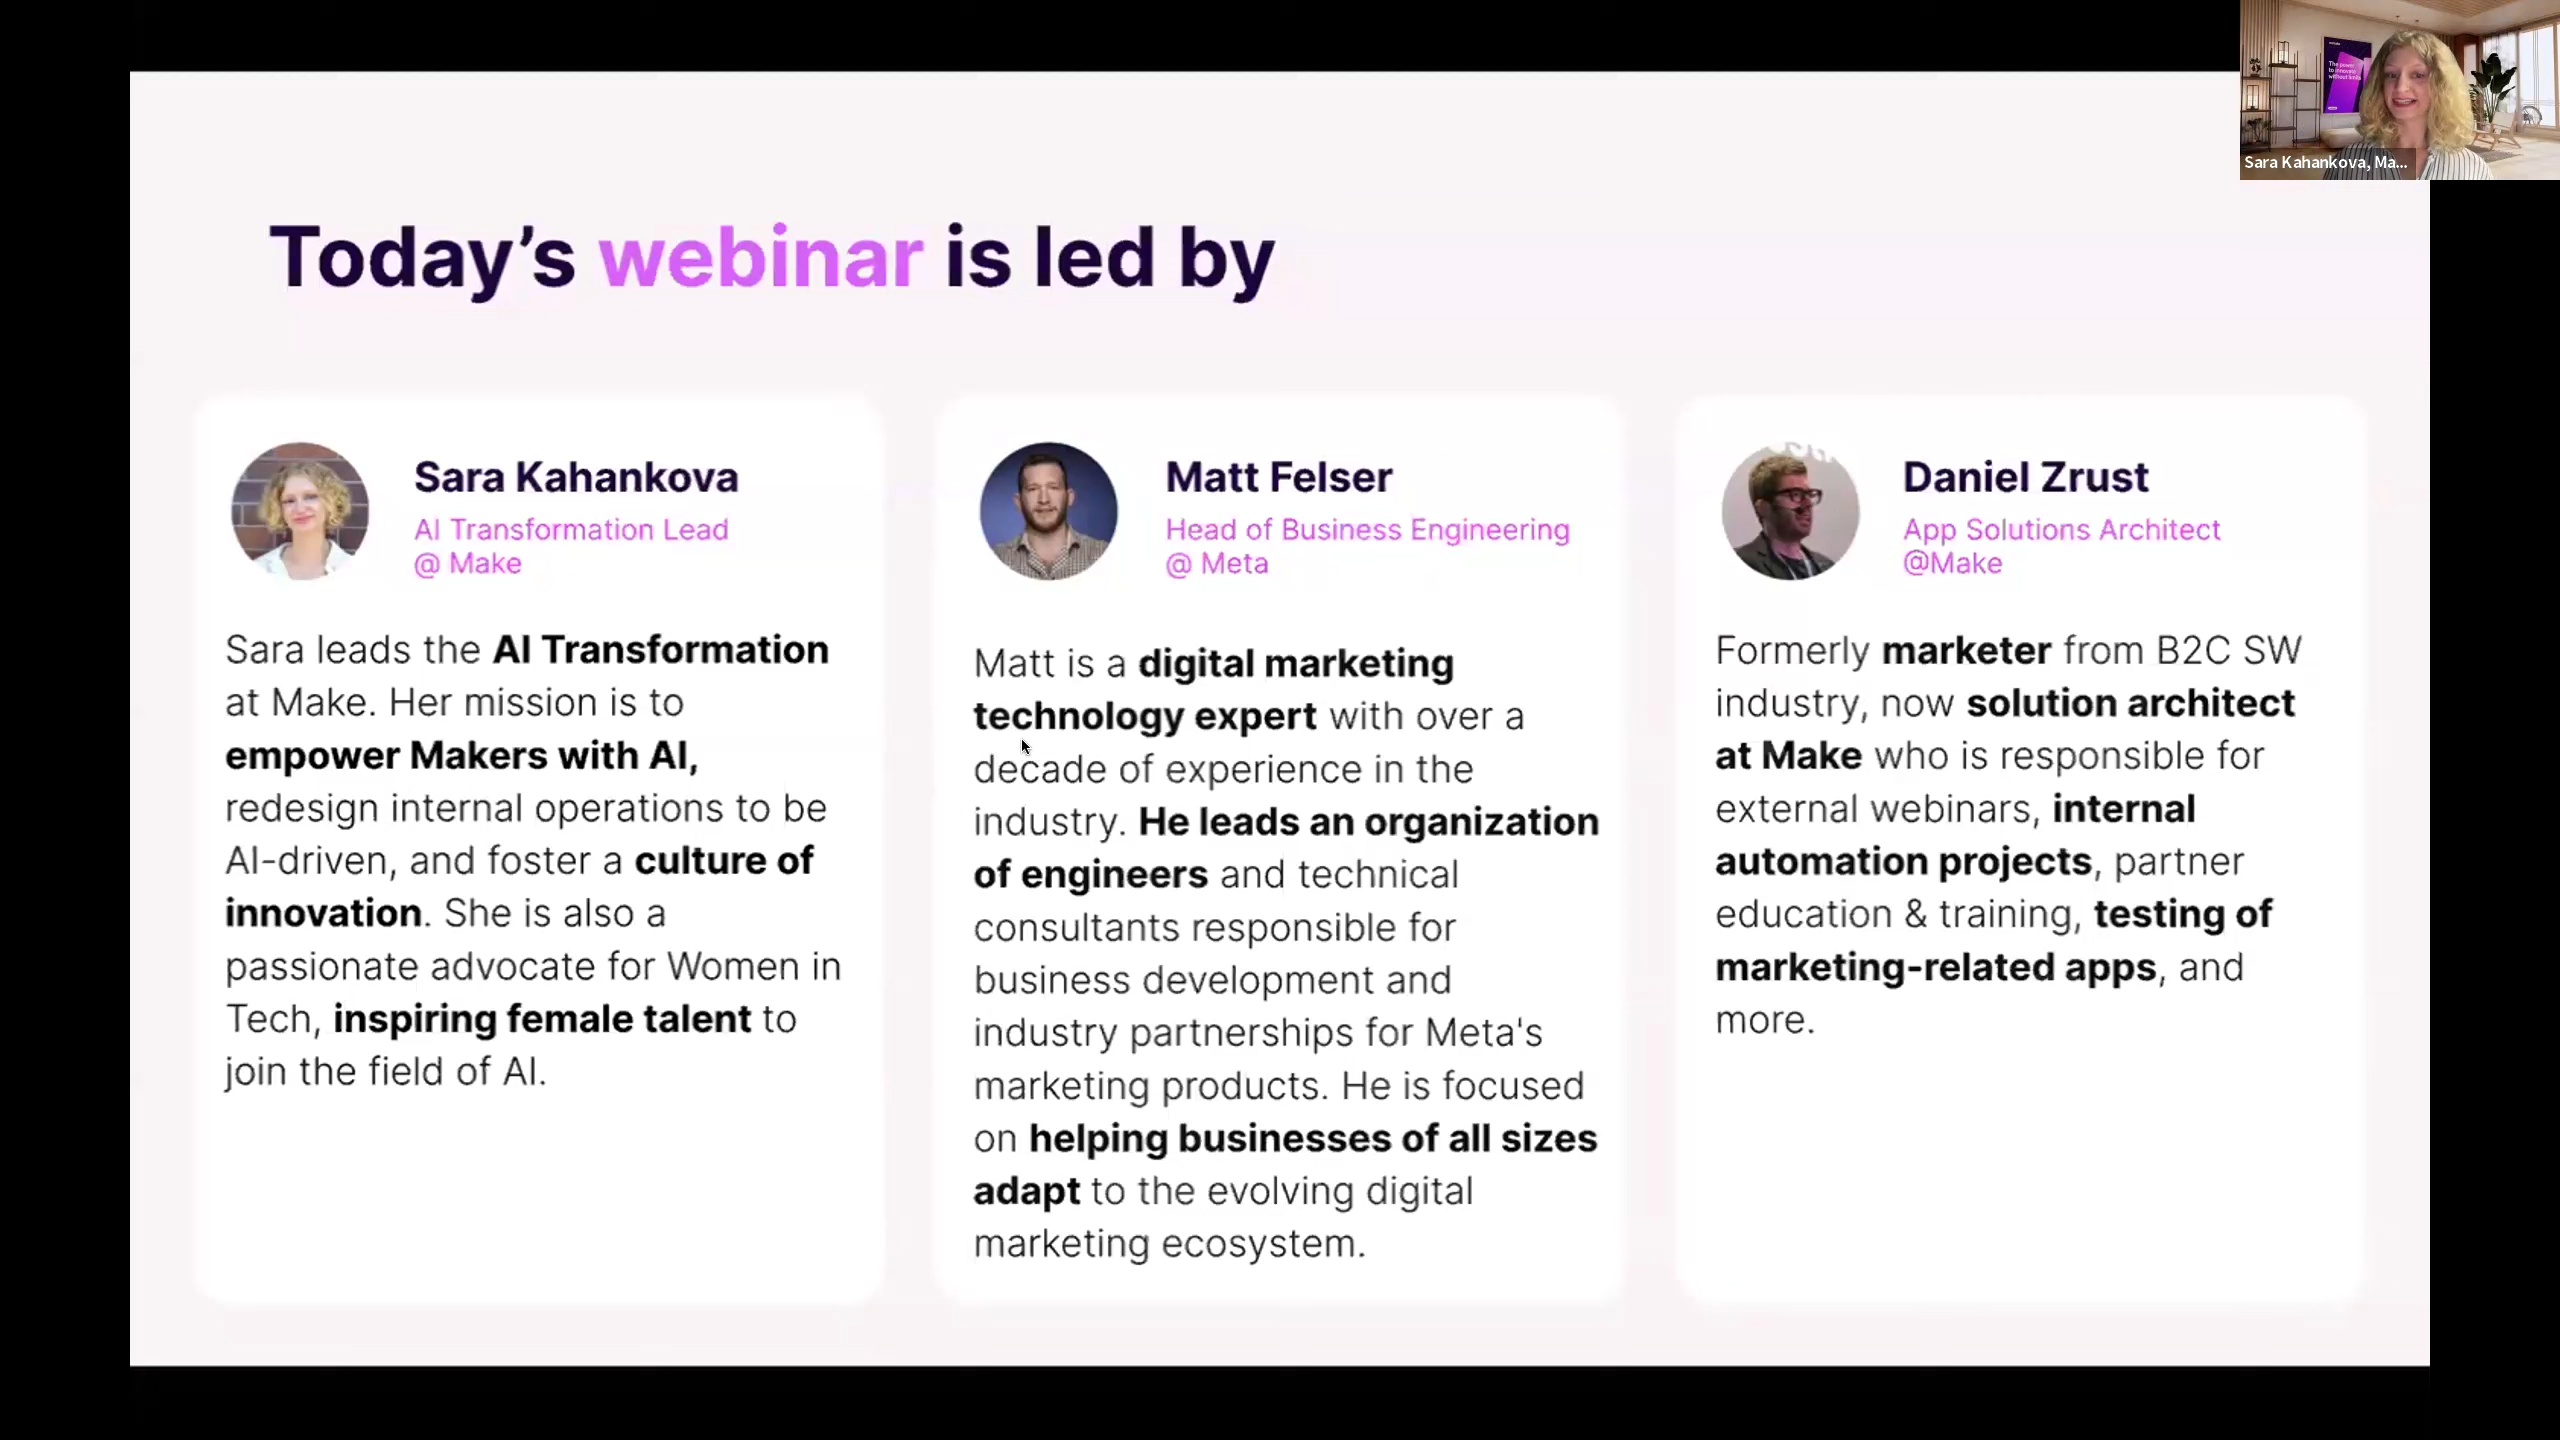 Today’s webinar is led by
Sara Kahankova
AI Transformation Lead
@ Make
Sara leads the AI Transformation
at Make. Her mission is to
empower Makers with AI,
redesign internal operations to be
AI-driven, and foster a culture of
innovation. She is also a
passionate advocate for Women in
Tech, inspiring female talent to
join the field of AI.
Matt Felser
Head of Business Engineering
@ Meta
Matt is a digital marketing
technology expert with over a
decade of experience in the
industry. He leads an organization
of engineers and technical
consultants responsible for
business development and
industry partnerships for Meta's
marketing products. He is focused
on helping businesses of all sizes
adapt to the evolving digital
marketing ecosystem.
Daniel Zrust
App Solutions Architect
@Make
Formerly marketer from B2C SW
industry, now solution architect
at Make who is responsible for
external webinars, internal
automation projects, partner
education & training, testing of
marketing-related apps, and
more.
The power
to innovate
without limits
Sara Kahankova, Ma...